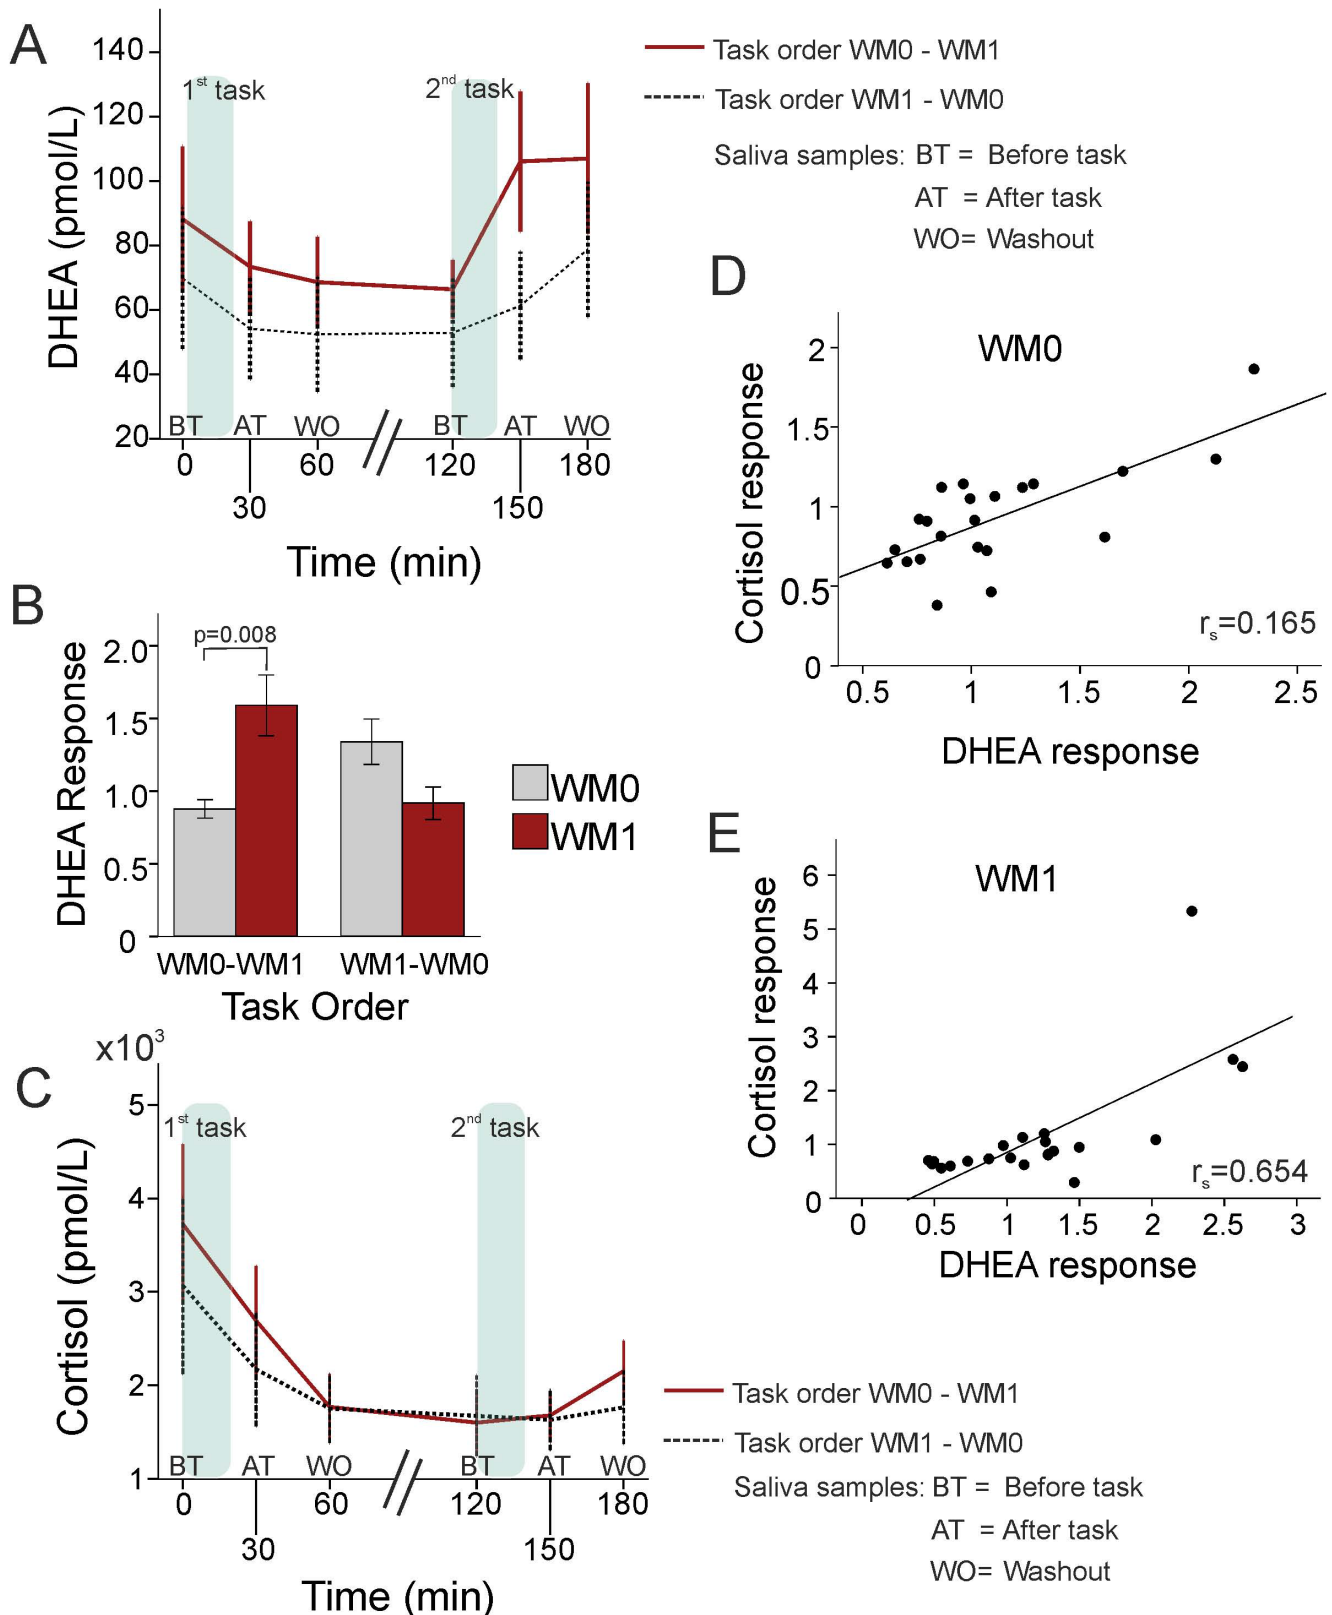 A
DHEA (pmol/L)
140
120
100
80
60
40
20
1st task
2nd task
BT AT WO BT AT WO
0 60 120 180
30 150
Time (min)
Task order WM0 - WM1
Task order WM1 - WM0
Saliva samples: BT = Before task
AT = After task
WO= Washout
B
DHEA Response
2.0
1.5
1.0
0.5
0
p=0.008
WM0-WM1 WM1-WM0
Task Order
WM0
WM1
C
x10³
Cortisol (pmol/L)
5
4
3
2
1
1st task
2nd task
BT AT WO BT AT WO
0 60 120 180
30 150
Time (min)
D
WM0
Cortisol response
2
1.5
1
0.5
0
rs=0.165
0.5 1 1.5 2 2.5
DHEA response
E
WM1
Cortisol response
6
5
4
3
2
1
0
rs=0.654
0 0.5 1 1.5 2 2.5 3
DHEA response
Task order WM0 - WM1
Task order WM1 - WM0
Saliva samples: BT = Before task
AT = After task
WO= Washout